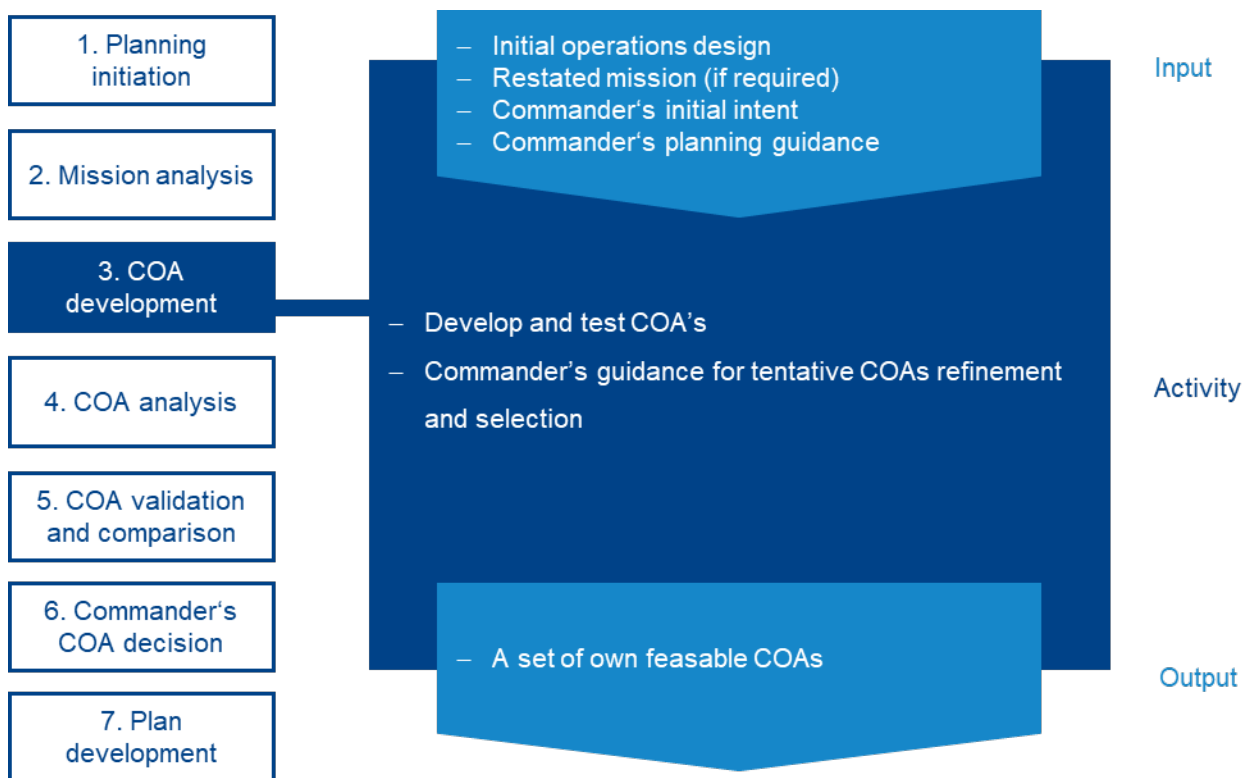 1. Planning
initiation
2. Mission analysis
3. COA
development
4. COA analysis
5. COA validation
and comparison
6. Commander‘s
COA decision
7. Plan
development
– Initial operations design
– Restated mission (if required)
– Commander‘s initial intent
– Commander‘s planning guidance
– Develop and test COA’s
– Commander’s guidance for tentative COAs refinement
and selection
– A set of own feasable COAs
Input
Activity
Output